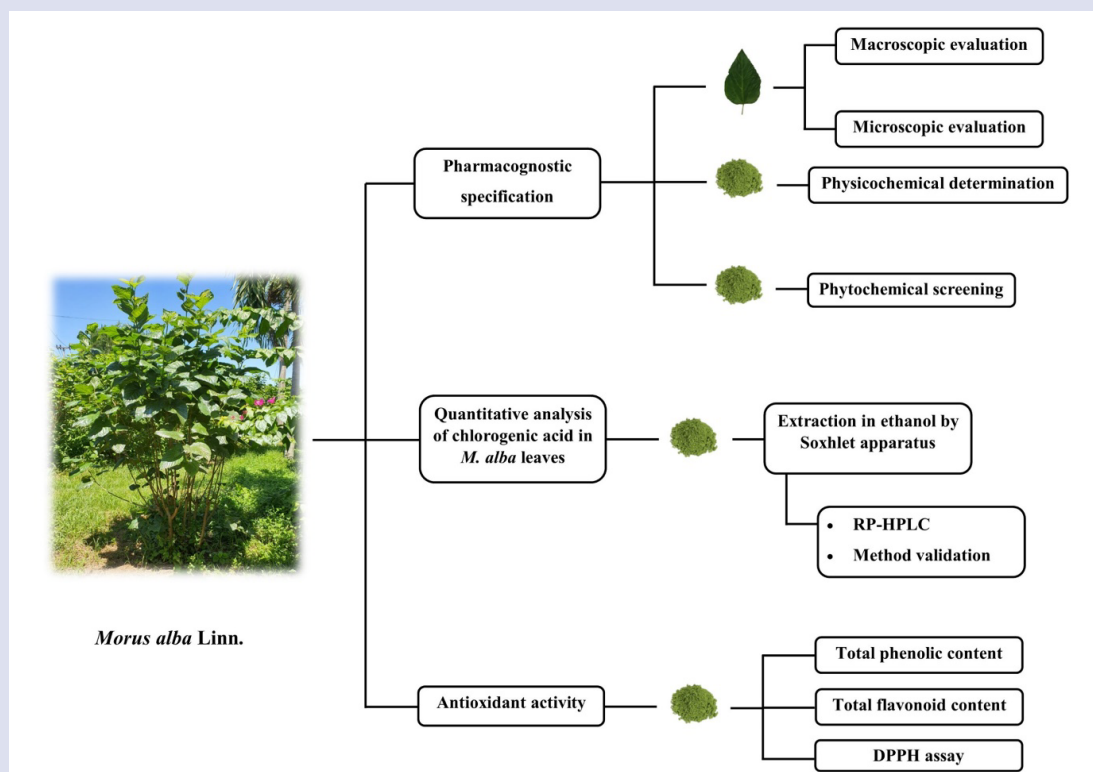 Macroscopic evaluation
Microscopic evaluation
Pharmacognostic
specification
Physicochemical determination
Phytochemical screening
Quantitative analysis
of chlorogenic acid in
M. alba leaves
Extraction in ethanol by
Soxhlet apparatus
• RP-HPLC
• Method validation
Morus alba Linn.
Total phenolic content
Antioxidant activity
Total flavonoid content
DPPH assay